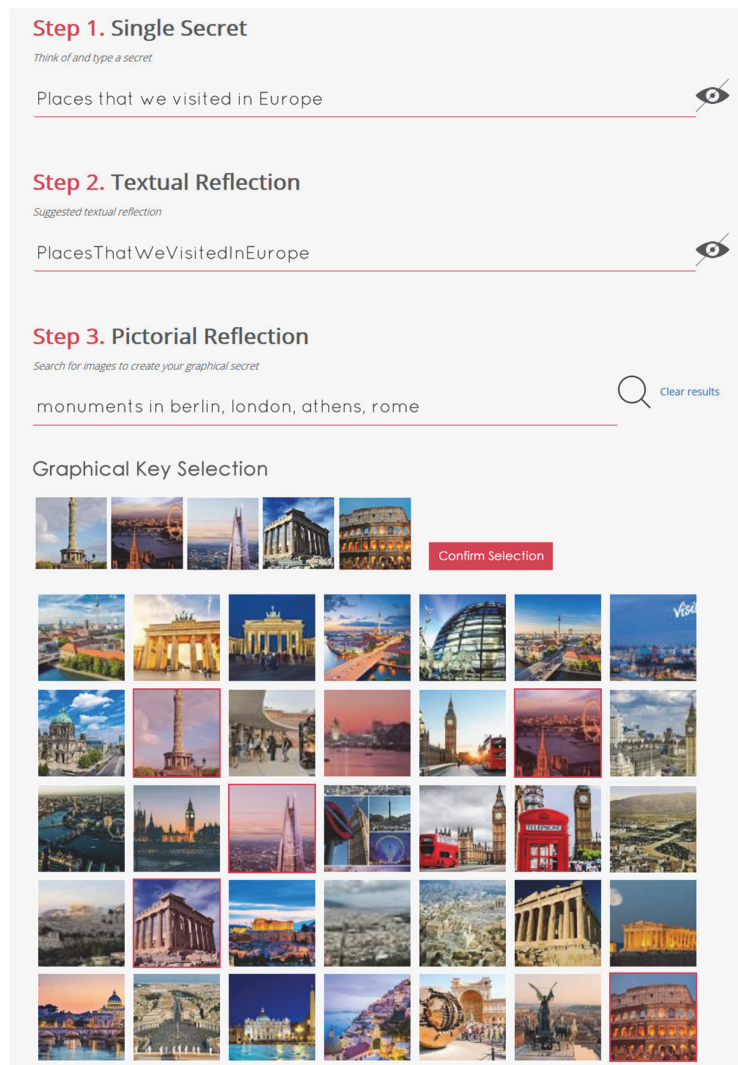 Step 1. Single Secret
Think of and type a secret
Places that we visited in Europe
Step 2. Textual Reflection
Suggested textual reflection
PlacesThatWeVisitedInEurope
Step 3. Pictorial Reflection
Search for images to create your graphical secret
Clear results
monuments in berlin, london, athens, rome
Graphical Key Selection
Confirm Selection
TELEPHONE